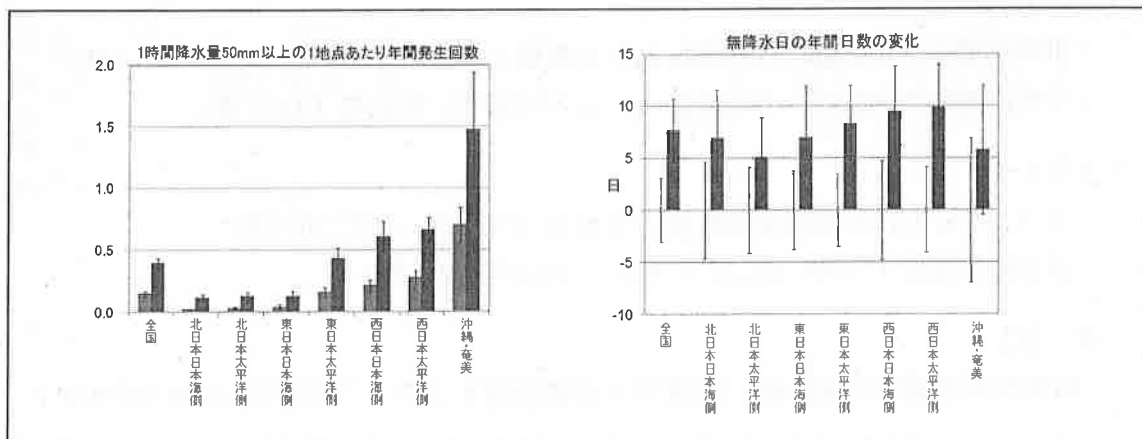 1時間降水量50mm以上の1地点あたり年間発生回数
2.0
1.5
1.0
0.5
0.0
全国
北日本日本海側
北日本太平洋側
東日本日本海側
東日本太平洋側
西日本日本海側
西日本太平洋側
沖縄・奄美
無降水日の年間日数の変化
15
10
5
日
0
-5
-10
全国
北日本日本海側
北日本太平洋側
東日本日本海側
東日本太平洋側
西日本日本海側
西日本太平洋側
沖縄・奄美